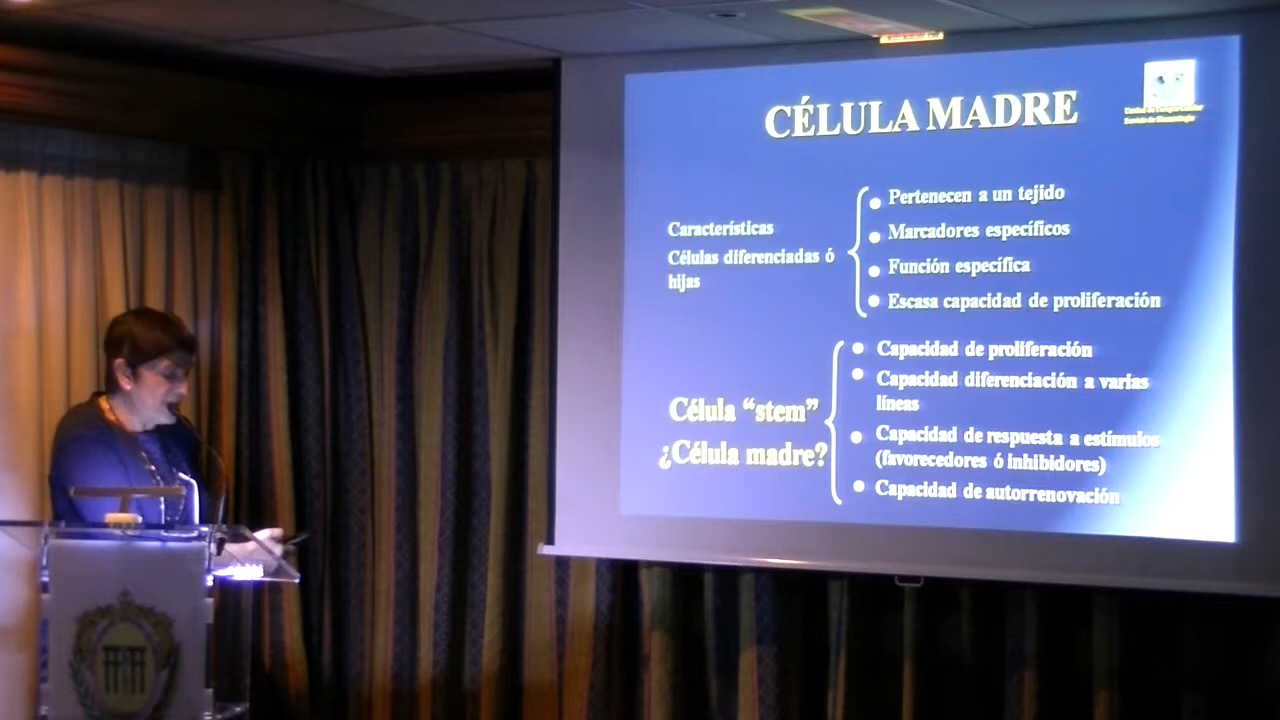 CÉLULA MADRE
Características
Células diferenciadas ó
hijas
Pertenecen a un tejido
Marcadores específicos
Función específica
Escasa capacidad de proliferación
Célula “stem”
¿Célula madre?
Capacidad de proliferación
Capacidad diferenciación a varias
líneas
Capacidad de respuesta a estímulos
(favorecedores ó inhibidores)
Capacidad de autorrenovación